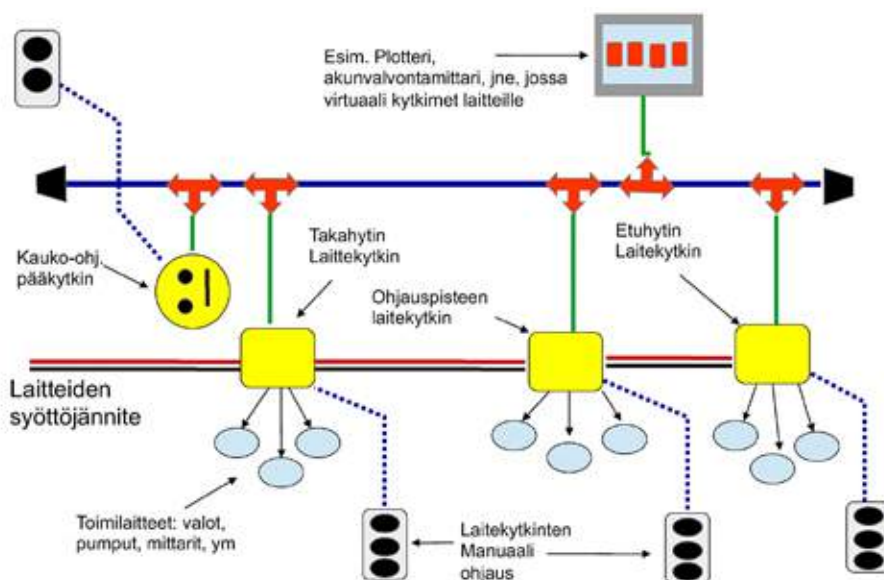 Esim. Plotteri,
akunvalvontamittari, jne, jossa
virtuaali kytkimet laitteille
Kauko-ohj.
pääkytkin
Takahytin
Laittekytkin
Etuhytin
Laitekytkin
Ohjauspisteen
laitekytkin
Laitteiden
syöttöjännite
Toimilaitteet: valot,
pumput, mittarit, ym
Laitekytkinten
Manuaali
ohjaus